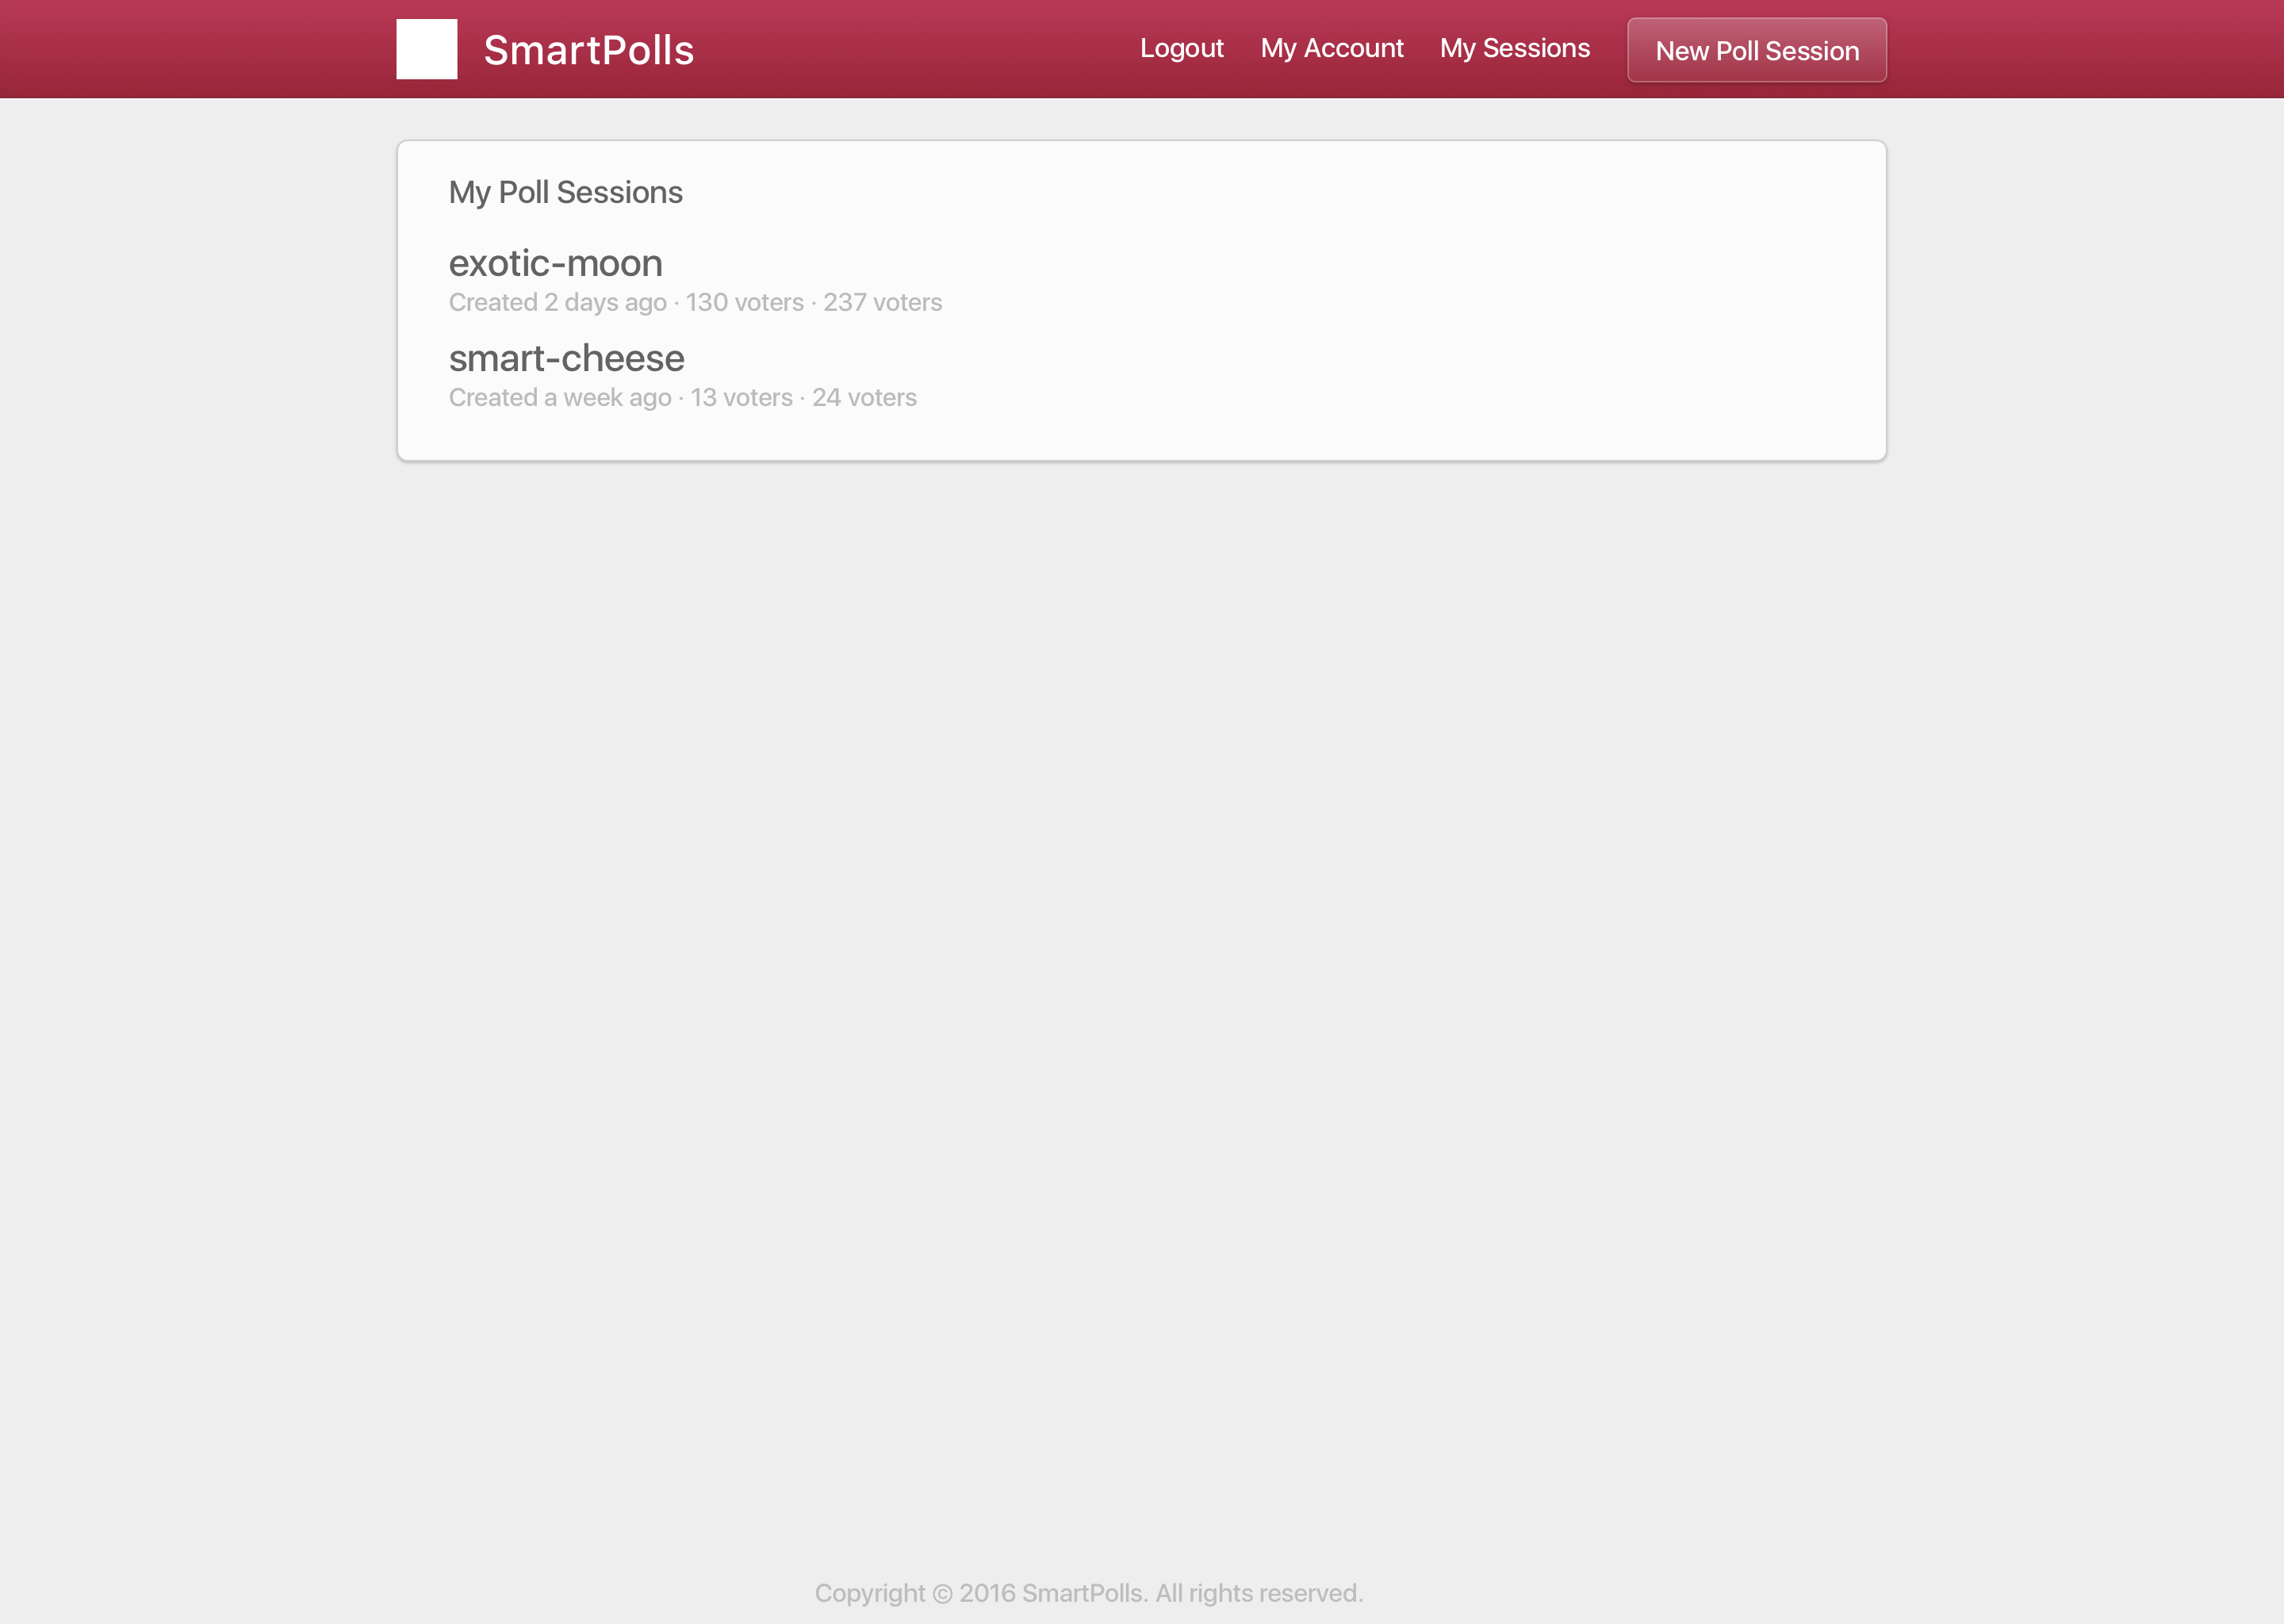 SmartPolls
Logout My Account My Sessions New Poll Session
My Poll Sessions
exotic-moon
Created 2 days ago · 130 voters · 237 voters
smart-cheese
Created a week ago · 13 voters · 24 voters
Copyright © 2016 SmartPolls. All rights reserved.